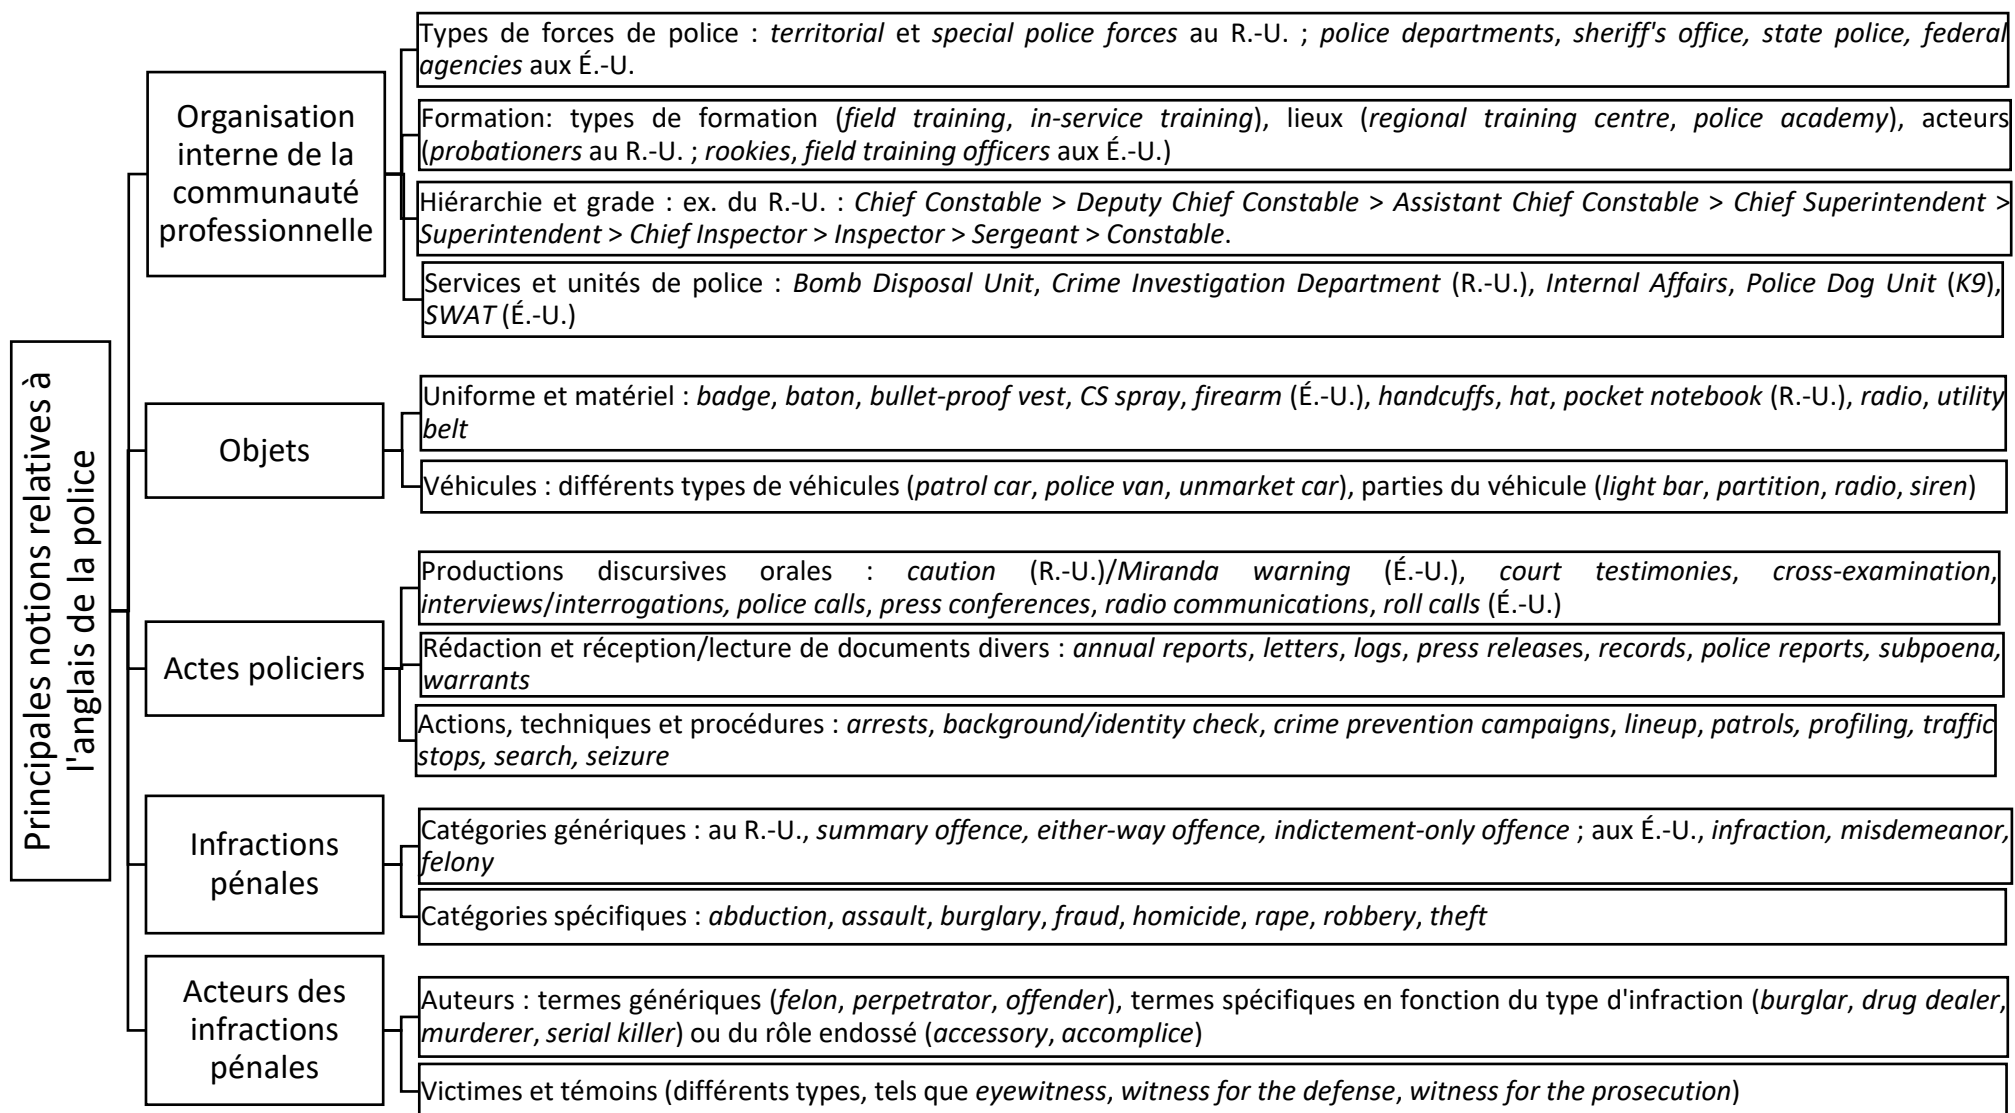 Principales notions relatives à
l'anglais de la police
Organisation
interne de la
communauté
professionnelle
Types de forces de police : territorial et special police forces au R.-U. ; police departments, sheriff's office, state police, federal
agencies aux É.-U.
Formation: types de formation (field training, in-service training), lieux (regional training centre, police academy), acteurs
(probationers au R.-U. ; rookies, field training officers aux É.-U.)
Hiérarchie et grade : ex. du R.-U. : Chief Constable > Deputy Chief Constable > Assistant Chief Constable > Chief Superintendent >
Superintendent > Chief Inspector > Inspector > Sergeant > Constable.
Services et unités de police : Bomb Disposal Unit, Crime Investigation Department (R.-U.), Internal Affairs, Police Dog Unit (K9),
SWAT (É.-U.)
Objets
Uniforme et matériel : badge, baton, bullet-proof vest, CS spray, firearm (É.-U.), handcuffs, hat, pocket notebook (R.-U.), radio, utility
belt
Véhicules : différents types de véhicules (patrol car, police van, unmarket car), parties du véhicule (light bar, partition, radio, siren)
Actes policiers
Productions discursives orales : caution (R.-U.)/Miranda warning (É.-U.), court testimonies, cross-examination,
interviews/interrogations, police calls, press conferences, radio communications, roll calls (É.-U.)
Rédaction et réception/lecture de documents divers : annual reports, letters, logs, press releases, records, police reports, subpoena,
warrants
Actions, techniques et procédures : arrests, background/identity check, crime prevention campaigns, lineup, patrols, profiling, traffic
stops, search, seizure
Infractions
pénales
Catégories génériques : au R.-U., summary offence, either-way offence, indictement-only offence ; aux É.-U., infraction, misdemeanor,
felony
Catégories spécifiques : abduction, assault, burglary, fraud, homicide, rape, robbery, theft
Acteurs des
infractions
pénales
Auteurs : termes génériques (felon, perpetrator, offender), termes spécifiques en fonction du type d'infraction (burglar, drug dealer,
murderer, serial killer) ou du rôle endossé (accessory, accomplice)
Victimes et témoins (différents types, tels que eyewitness, witness for the defense, witness for the prosecution)